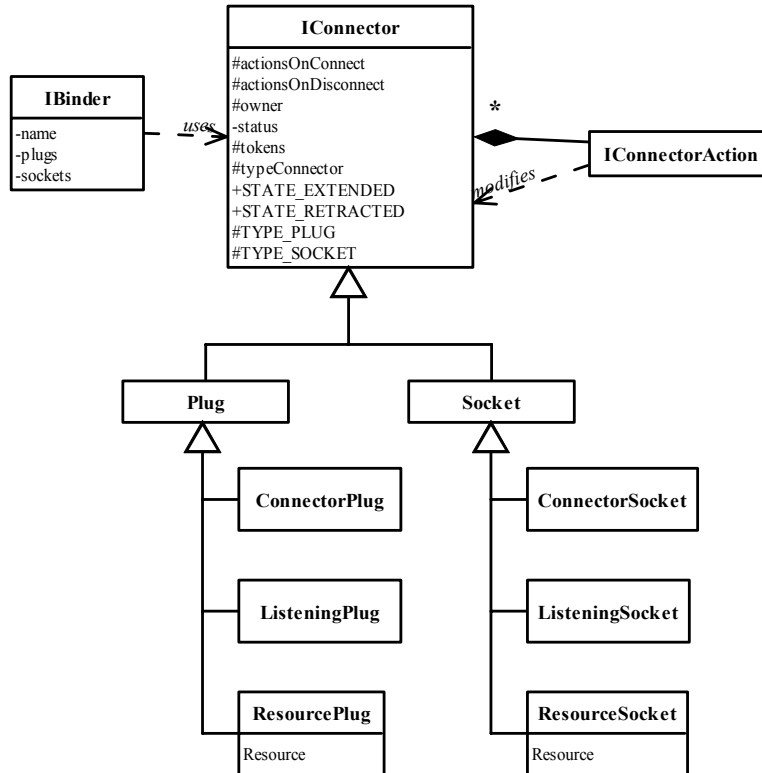 IConnector
#actionsOnConnect
#actionsOnDisconnect
#owner
-status
#tokens
#typeConnector
+STATE_EXTENDED
+STATE_RETRACTED
#TYPE_PLUG
#TYPE_SOCKET
IBinder
-name
-plugs
-sockets
uses
*
IConnectorAction
modifies
Plug
Socket
ConnectorPlug
ConnectorSocket
ListeningPlug
ListeningSocket
ResourcePlug
Resource
ResourceSocket
Resource